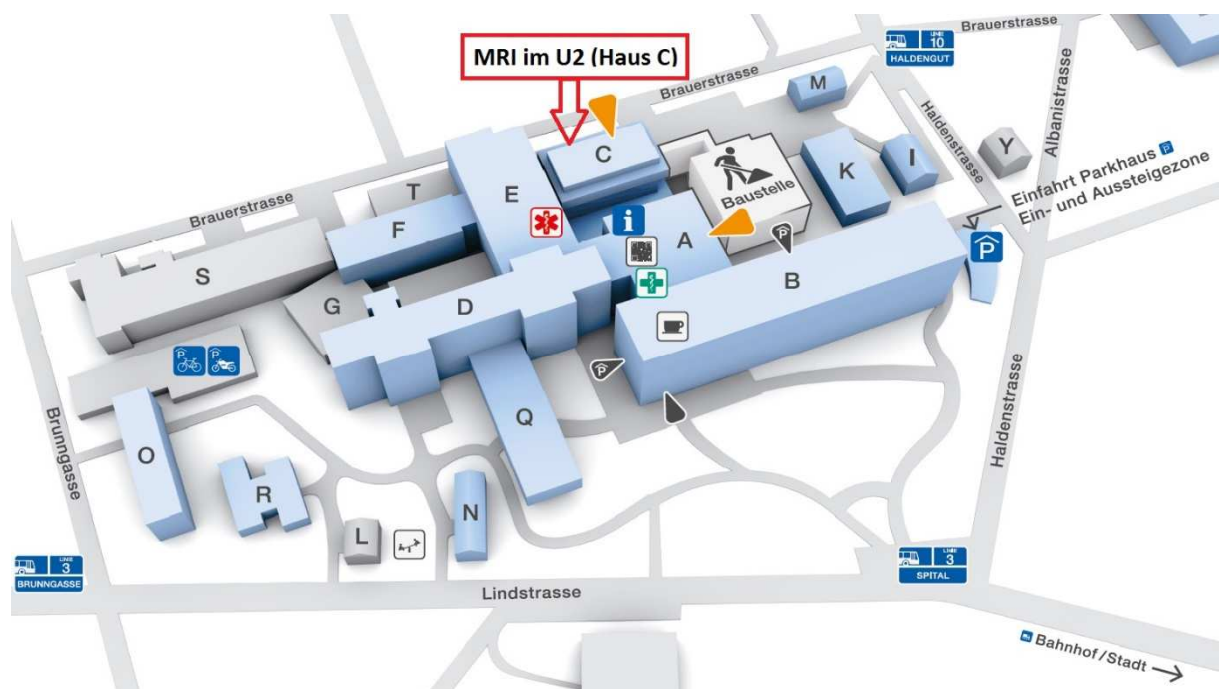 MRI im U2 (Haus C)
Brauerstrasse
LINIE
10
HALDENGUT
Brauerstrasse
M
C
Haldenstrasse
Albanistrasse
Y
T
E
K
I
Baustelle
Einfahrt Parkhaus P
Ein- und Aussteigezone
Brauerstrasse
F
i
A
P
P
S
G
D
B
P
P
P
Brunngasse
O
Q
Haldenstrasse
R
L
N
LINIE
3
BRUNNGASSE
LINIE
3
SPITAL
Lindstrasse
Bahnhof/Stadt